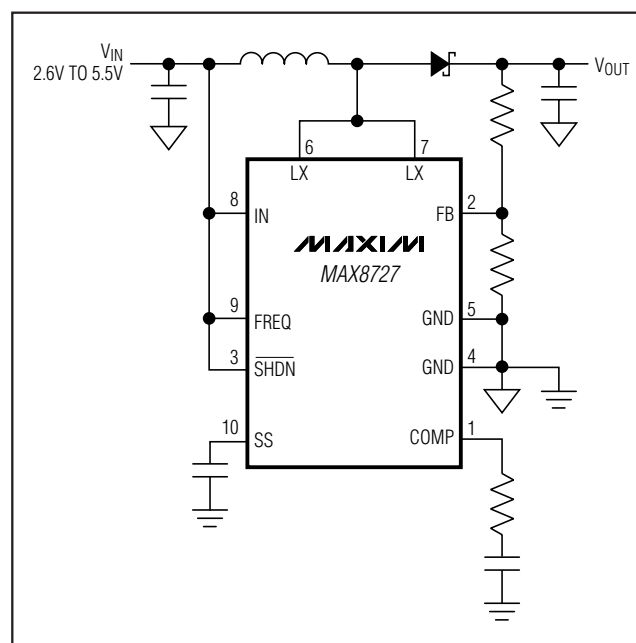 VIN
2.6V TO 5.5V
VOUT
6
7
LX
LX
8
IN
2
FB
MAXIM
MAX8727
9
FREQ
5
GND
3
SHDN
4
GND
10
SS
1
COMP